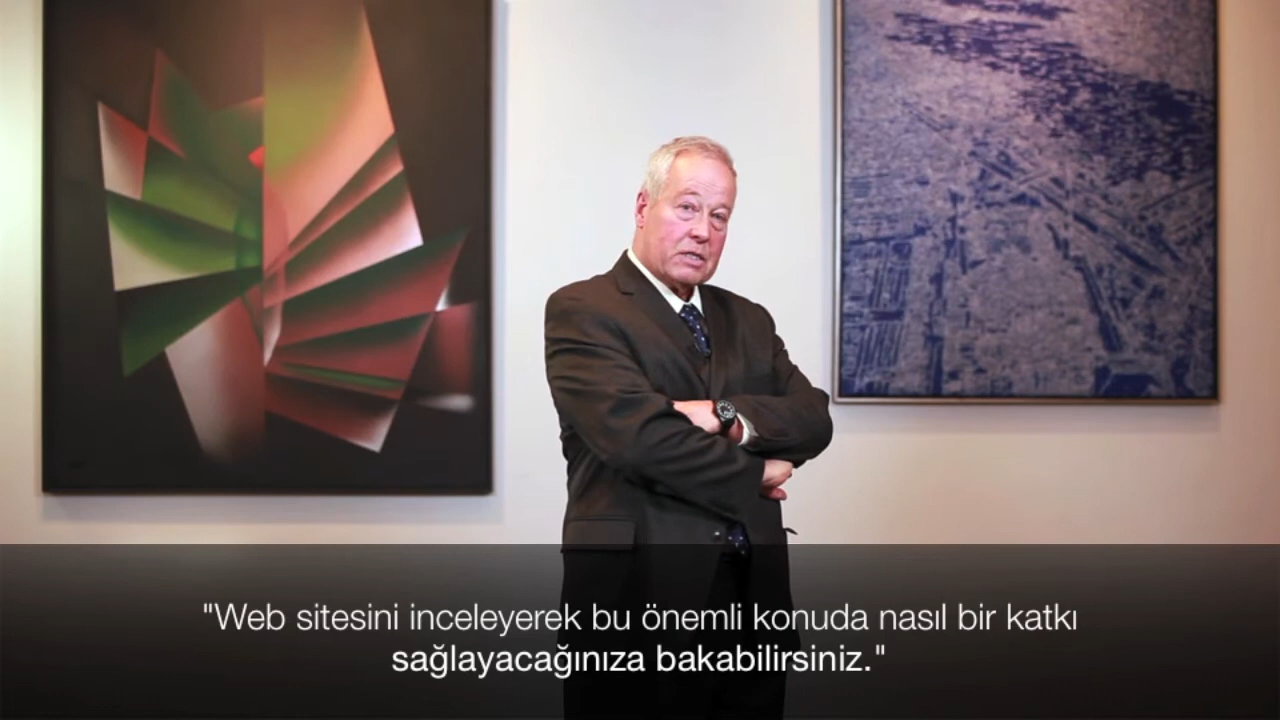 "Web sitesini inceleyerek bu önemli konuda nasıl bir katkı
sağlayacağınıza bakabilirsiniz."